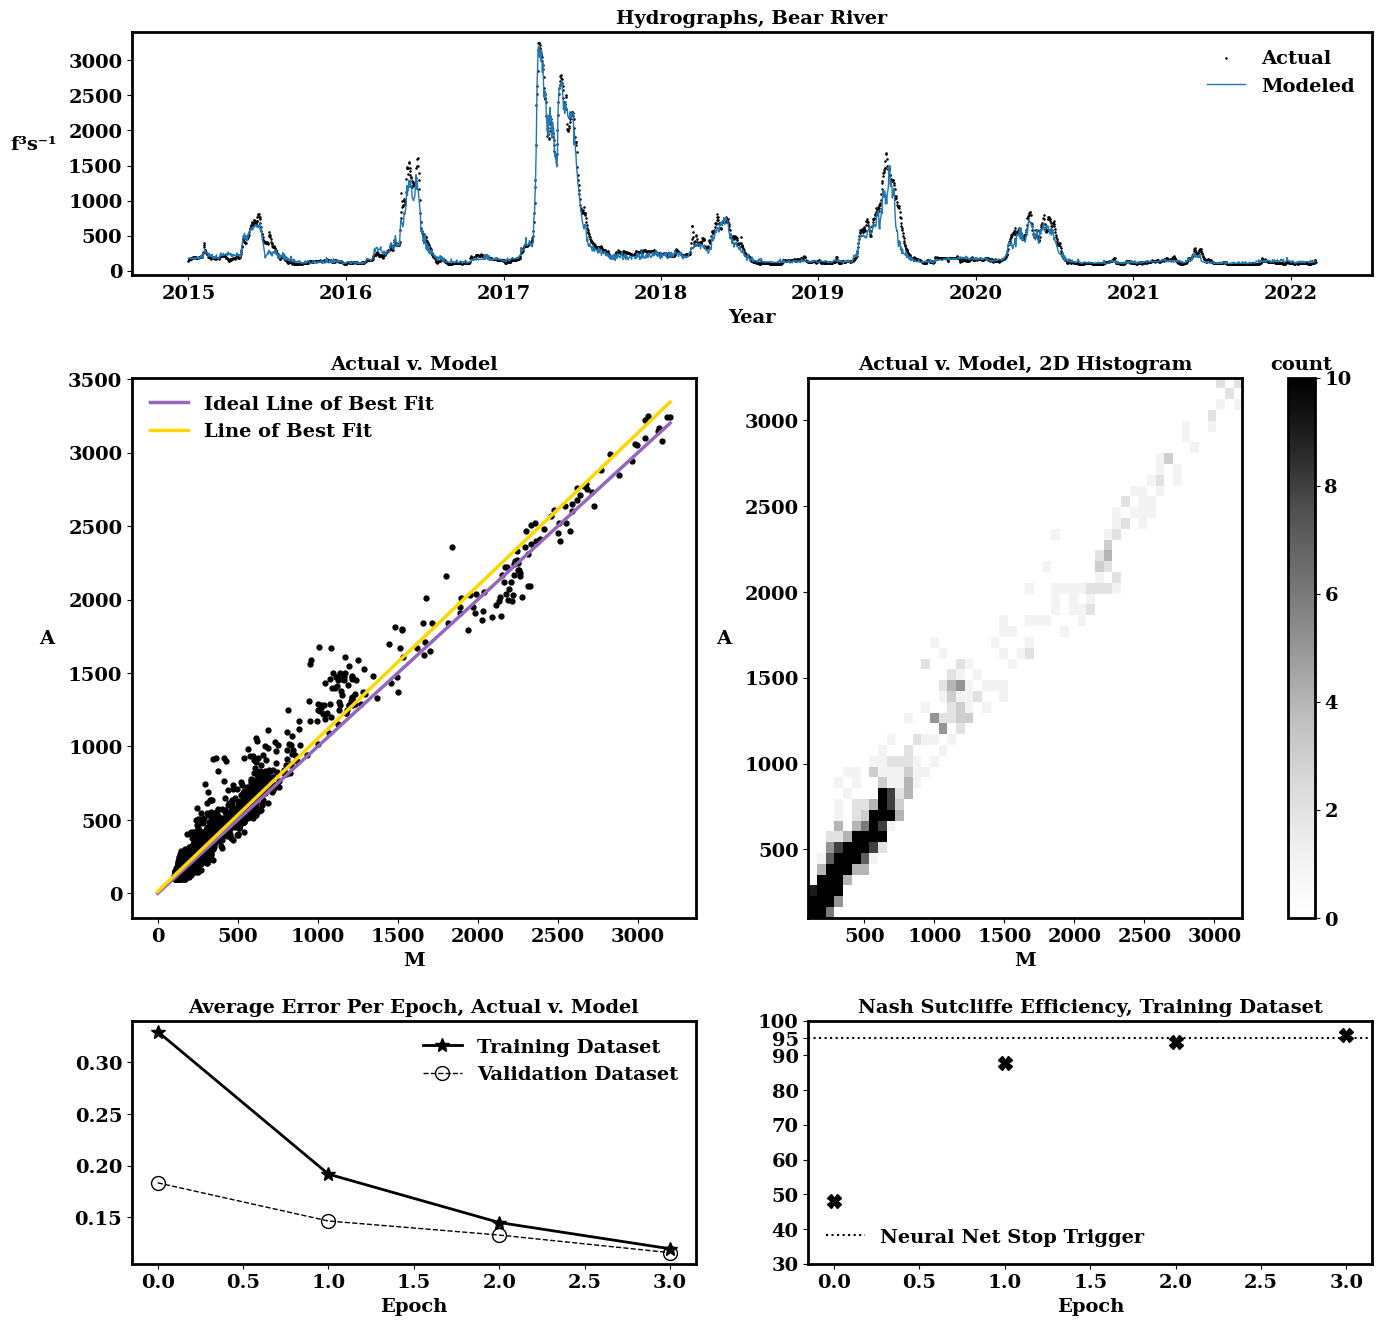 Hydrographs, Bear River
3000
2500
2000
1500
1000
500
0
f³s⁻¹
Actual
Modeled
2015 2016 2017 2018 2019 2020 2021 2022
Year
Actual v. Model
3500
3000
2500
2000
1500
1000
500
0
A
Ideal Line of Best Fit
Line of Best Fit
0 500 1000 1500 2000 2500 3000
M
Actual v. Model, 2D Histogram
3000
2500
2000
1500
1000
500
A
500 1000 1500 2000 2500 3000
M
count
10
8
6
4
2
0
Average Error Per Epoch, Actual v. Model
0.30
0.25
0.20
0.15
Training Dataset
Validation Dataset
0.0 0.5 1.0 1.5 2.0 2.5 3.0
Epoch
Nash Sutcliffe Efficiency, Training Dataset
100
95
90
80
70
60
50
40
30
Neural Net Stop Trigger
0.0 0.5 1.0 1.5 2.0 2.5 3.0
Epoch